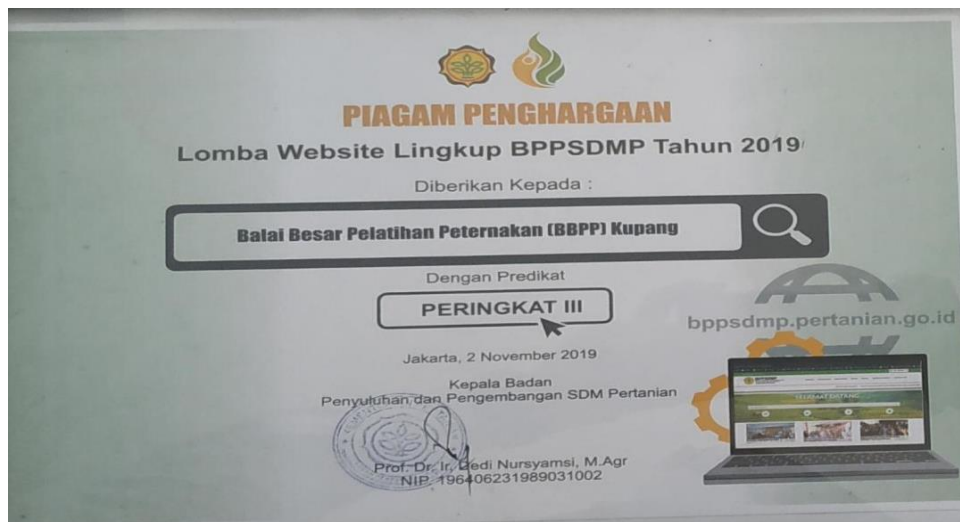 PIAGAM PENGHARGAAN
Lomba Website Lingkup BPPSDMP Tahun 2019
Diberikan Kepada :
Balai Besar Pelatihan Peternakan (BBPP) Kupang
Dengan Predikat
PERINGKAT III
bppsdmp.pertanian.go.id
Jakarta, 2 November 2019
Kepala Badan
Penyuluhan dan Pengembangan SDM Pertanian
SELAMAT DATANG
Prof. Dr. Ir. Dedi Nursyamsi, M.Agr
NIP. 196406231989031002